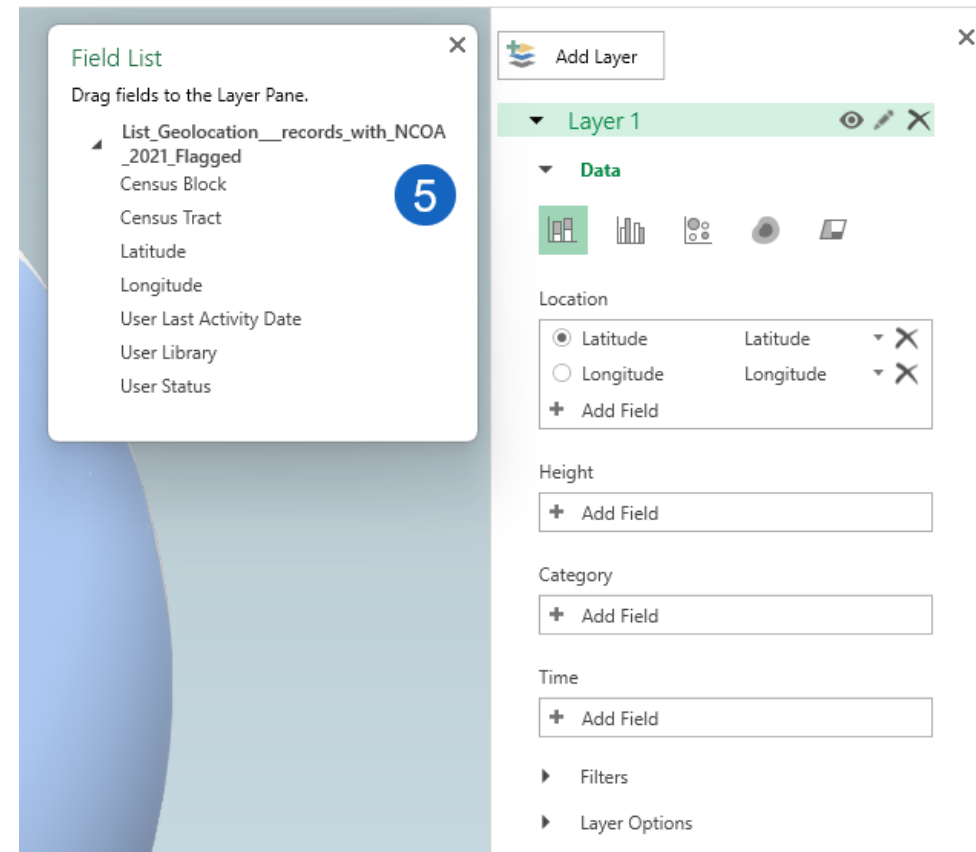 Field List
Drag fields to the Layer Pane.
List_Geolocation___records_with_NCOA
_2021_Flagged
Census Block
Census Tract
Latitude
Longitude
User Last Activity Date
User Library
User Status
5
Add Layer
Layer 1
Data
Location
Latitude Latitude
Longitude Longitude
Add Field
Height
Add Field
Category
Add Field
Time
Add Field
Filters
Layer Options